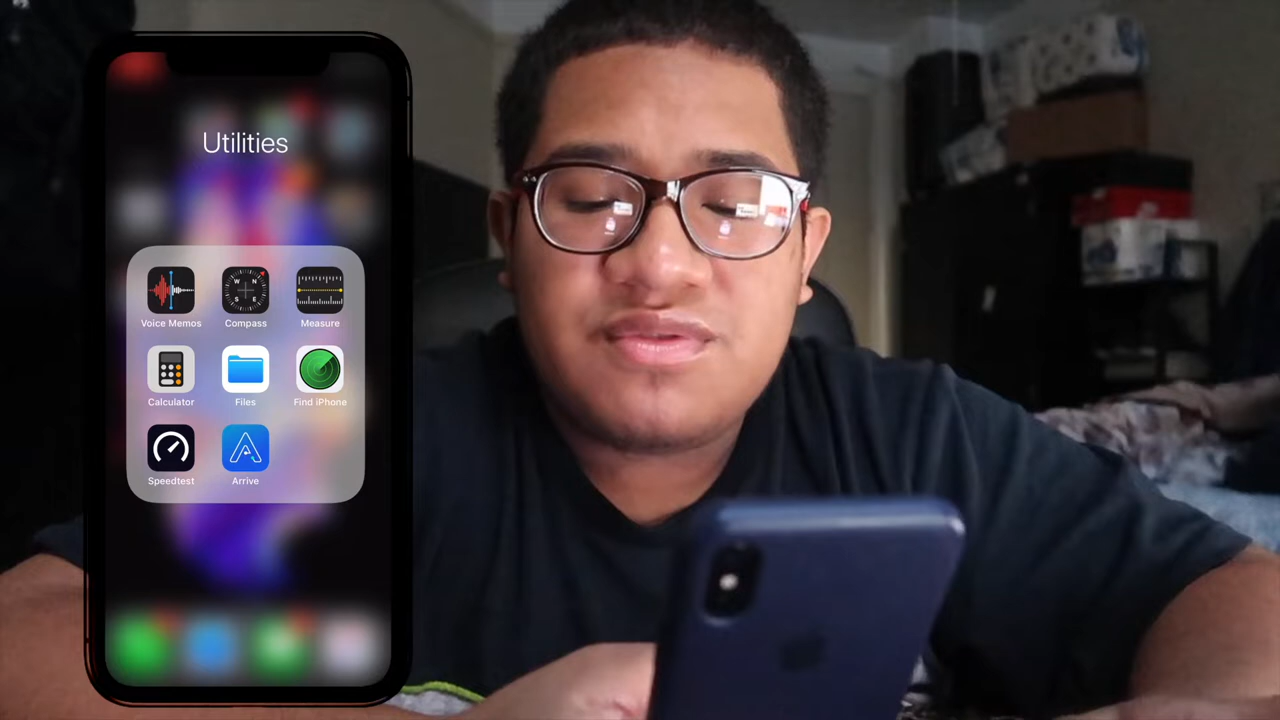 Utilities
Voice Memos Compass Measure
Calculator Files Find iPhone
Speedtest Arrive